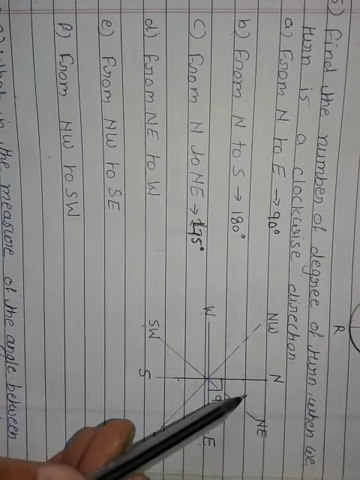 5) Find the number of degree of turn, when we
turn is a clockwise direction
a) From N to E → 90°
b) From N to S → 180°
c) From N to NE → 45°
d) From NE to W
e) From NW to SE
f) From NW to SW
What is the measure of the angle between
R
NW
N
NE
W
E
SW
S